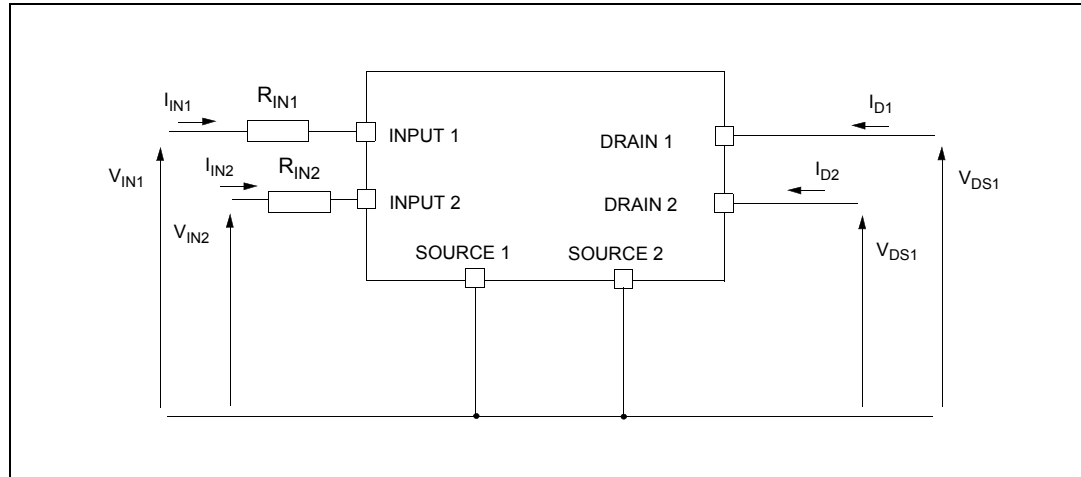 I_IN1
R_IN1
INPUT 1
DRAIN 1
I_D1
V_IN1
I_IN2
R_IN2
INPUT 2
DRAIN 2
I_D2
V_DS1
V_IN2
SOURCE 1
SOURCE 2
V_DS1